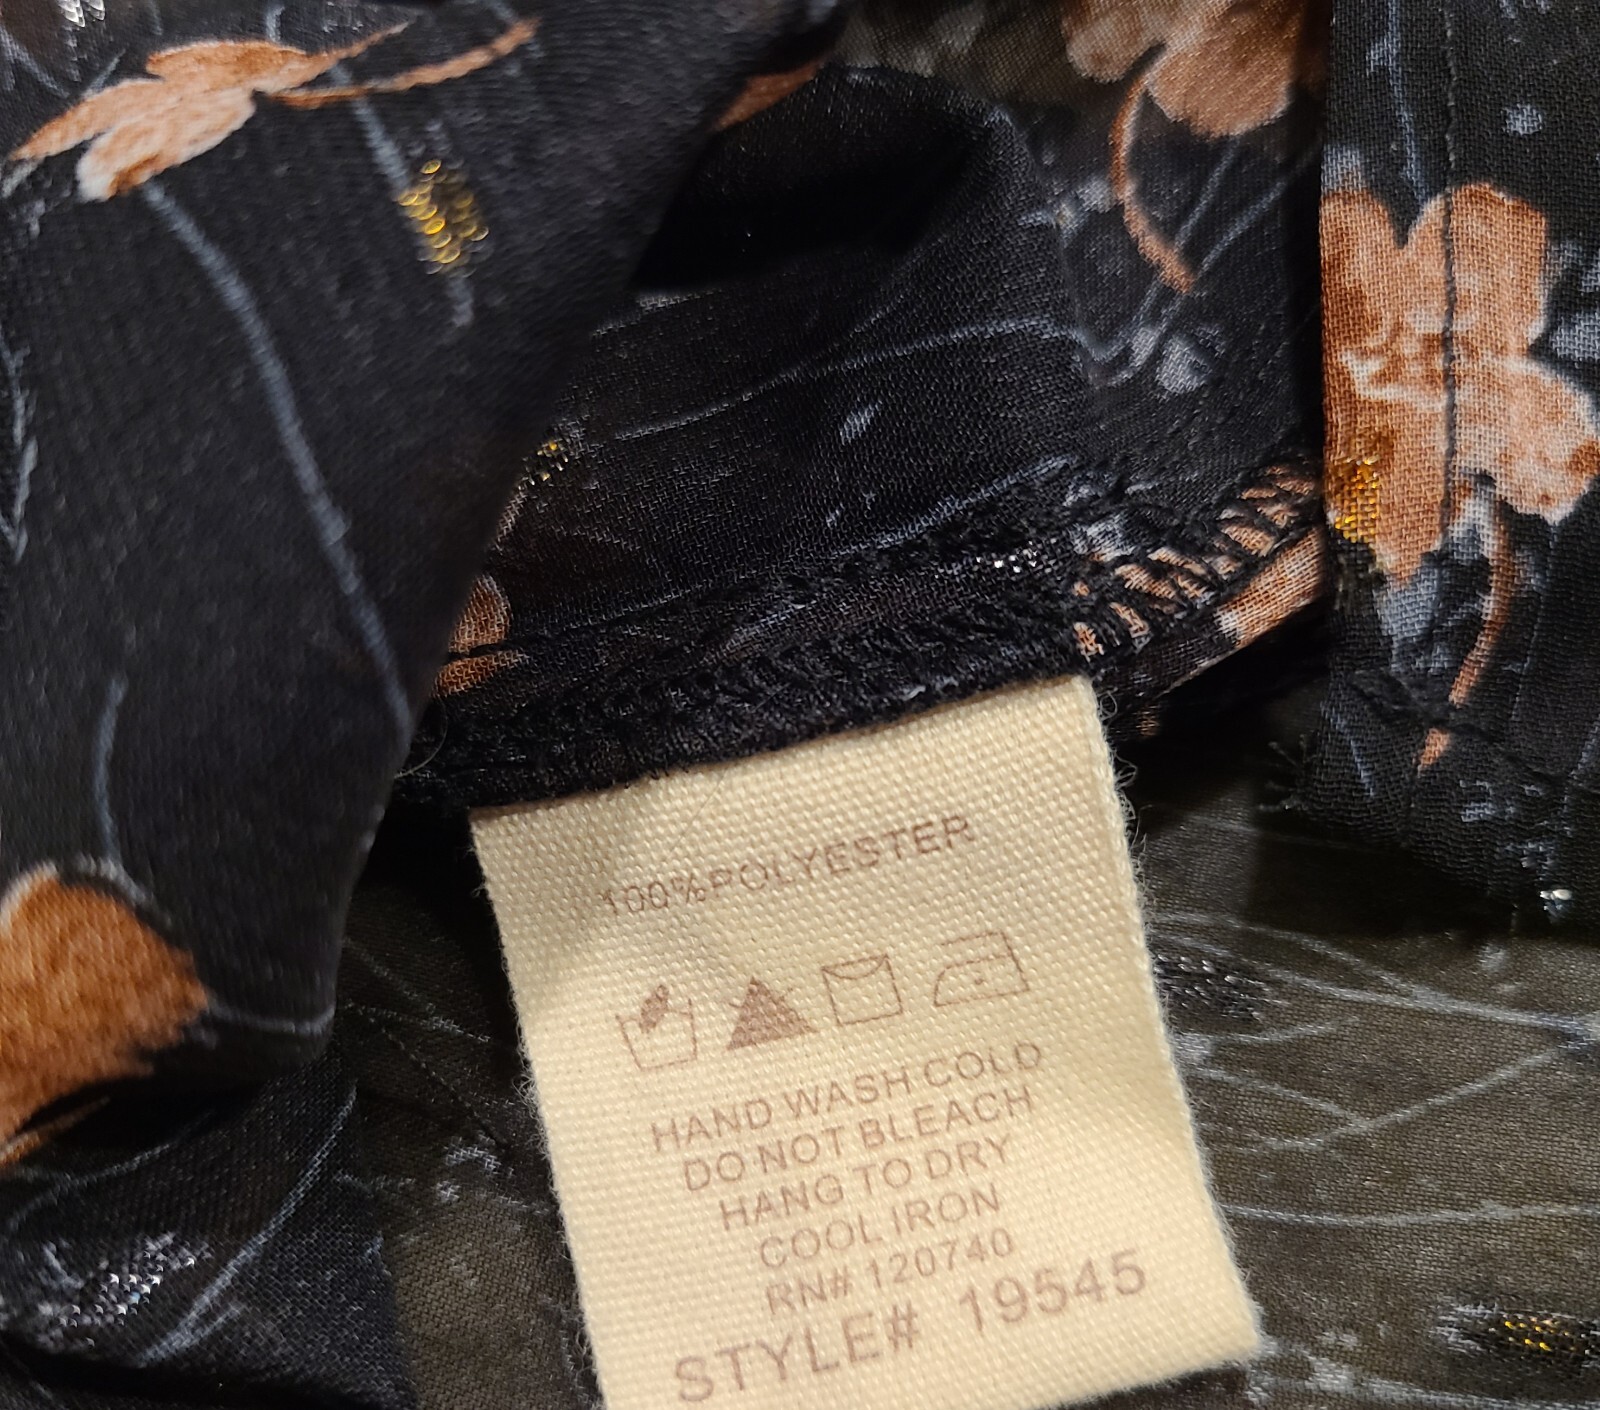 100%POLYESTER
HAND WASH COLD
DO NOT BLEACH
HANG TO DRY
COOL IRON
RN# 120740
STYLE# 19545